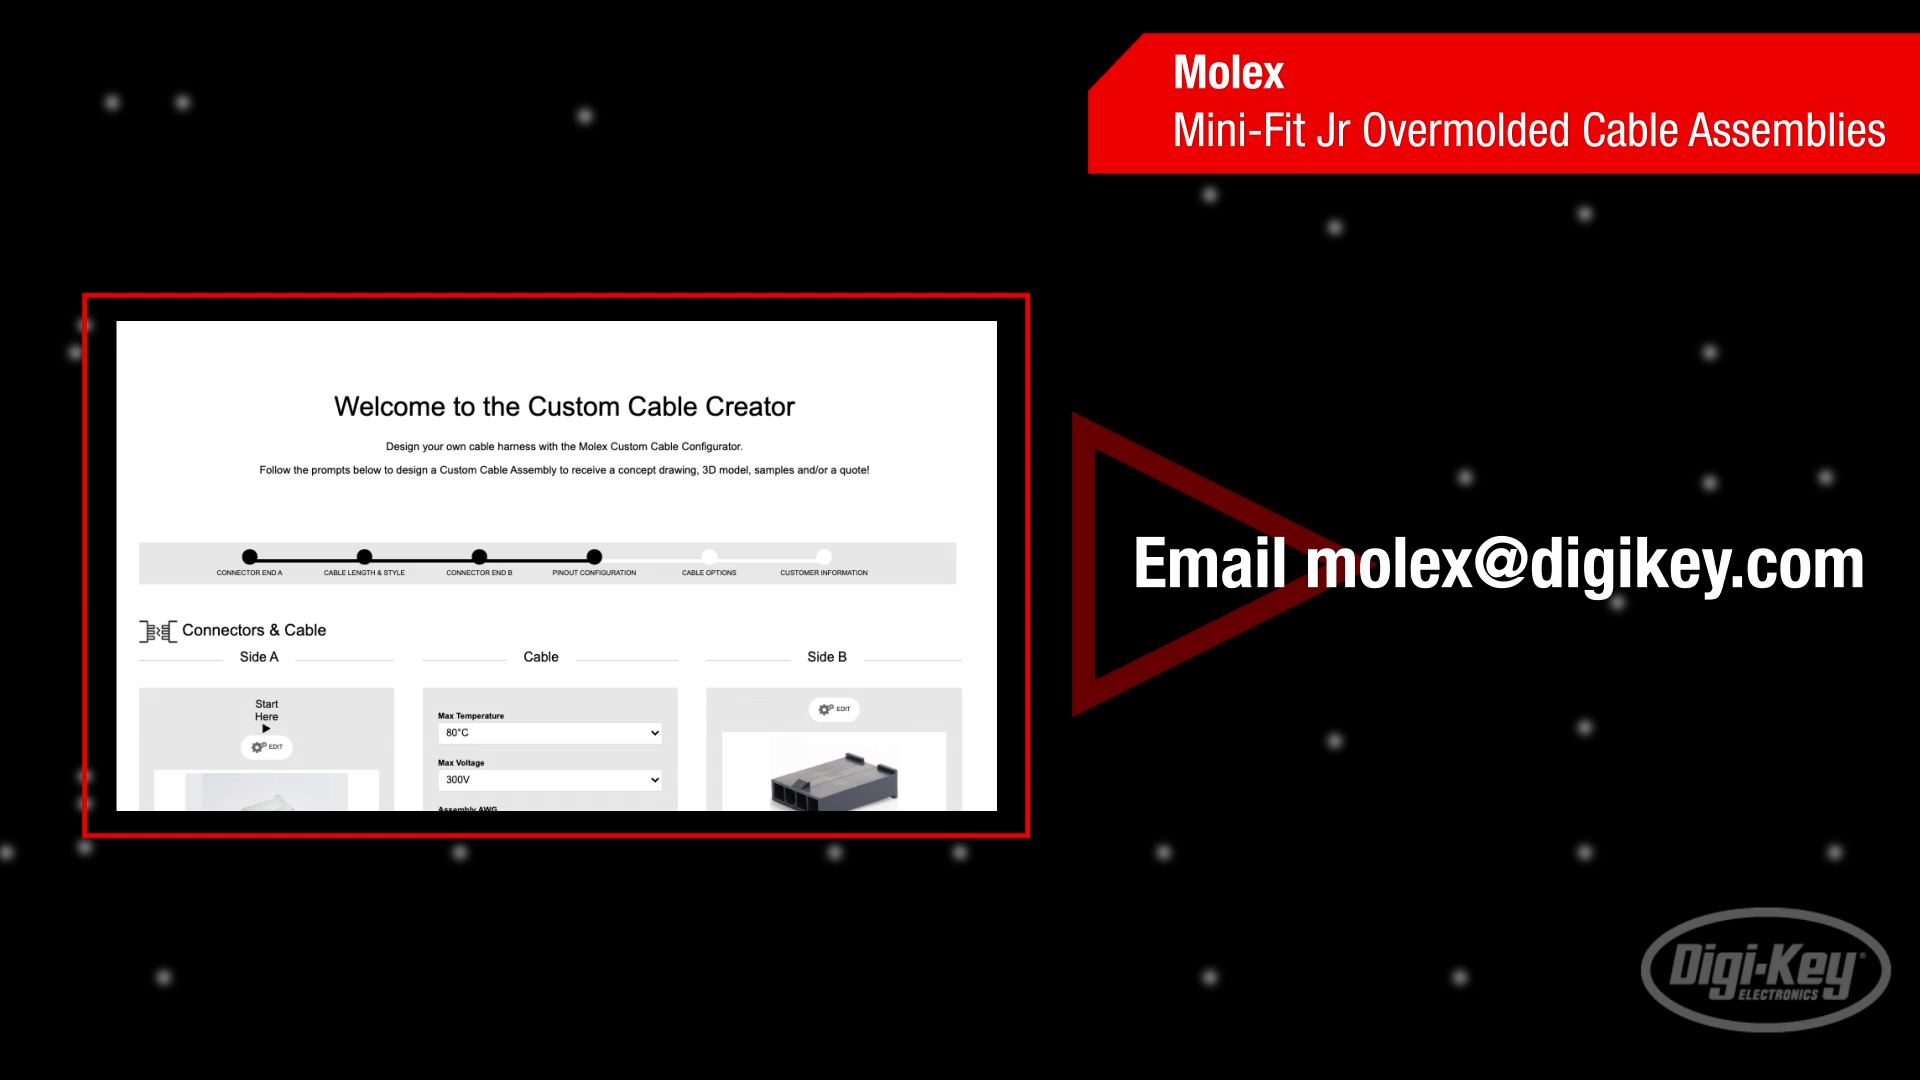 Molex
Mini-Fit Jr Overmolded Cable Assemblies
Welcome to the Custom Cable Creator
Design your own cable harness with the Molex Custom Cable Configurator.
Follow the prompts below to design a Custom Cable Assembly to receive a concept drawing, 3D model, samples and/or a quote!
CONNECTOR END A CABLE LENGTH & STYLE CONNECTOR END B PINOUT CONFIGURATION CABLE OPTIONS CUSTOMER INFORMATION
Connectors & Cable
Side A Cable Side B
Start
Here
EDIT
Max Temperature
80°C
Max Voltage
300V
Assembly AWG
EDIT
Email molex@digikey.com
Digi-Key®
ELECTRONICS